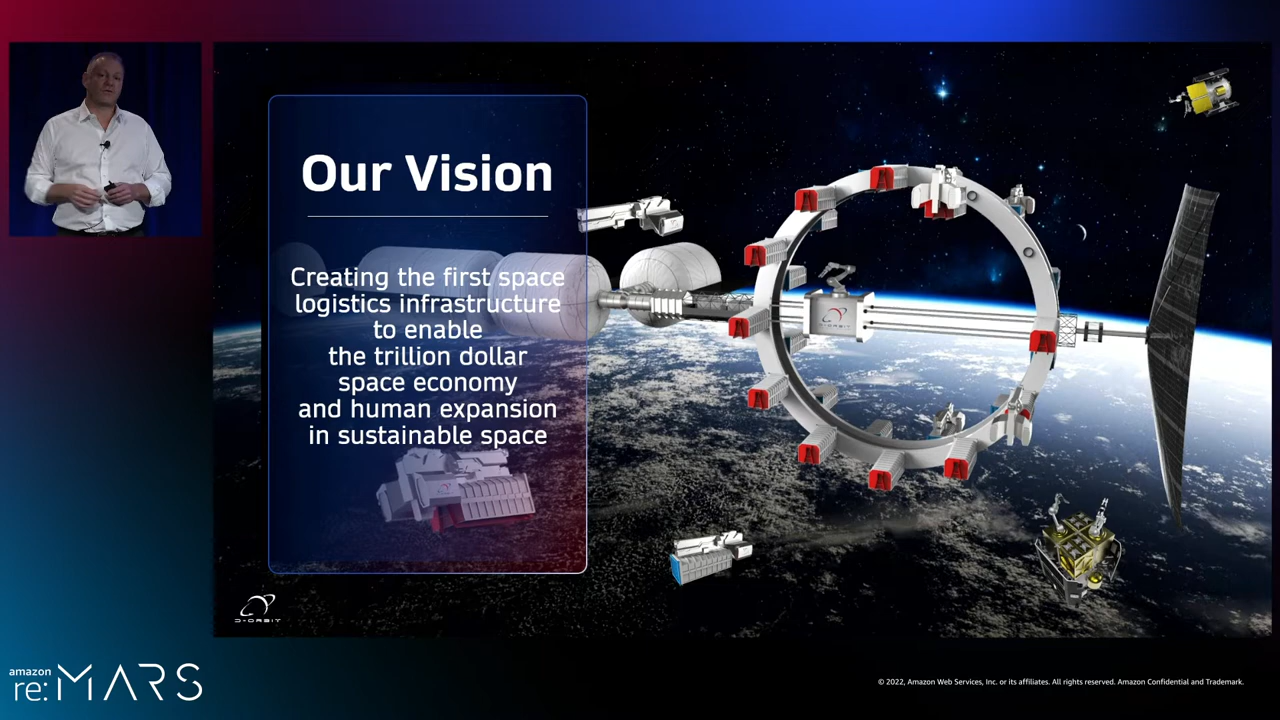 Our Vision
Creating the first space
logistics infrastructure
to enable
the trillion dollar
space economy
and human expansion
in sustainable space
D-ORBIT
D-ORBIT
amazon
re:MARS
© 2022, Amazon Web Services, Inc. or its affiliates. All rights reserved. Amazon Confidential and Trademark.